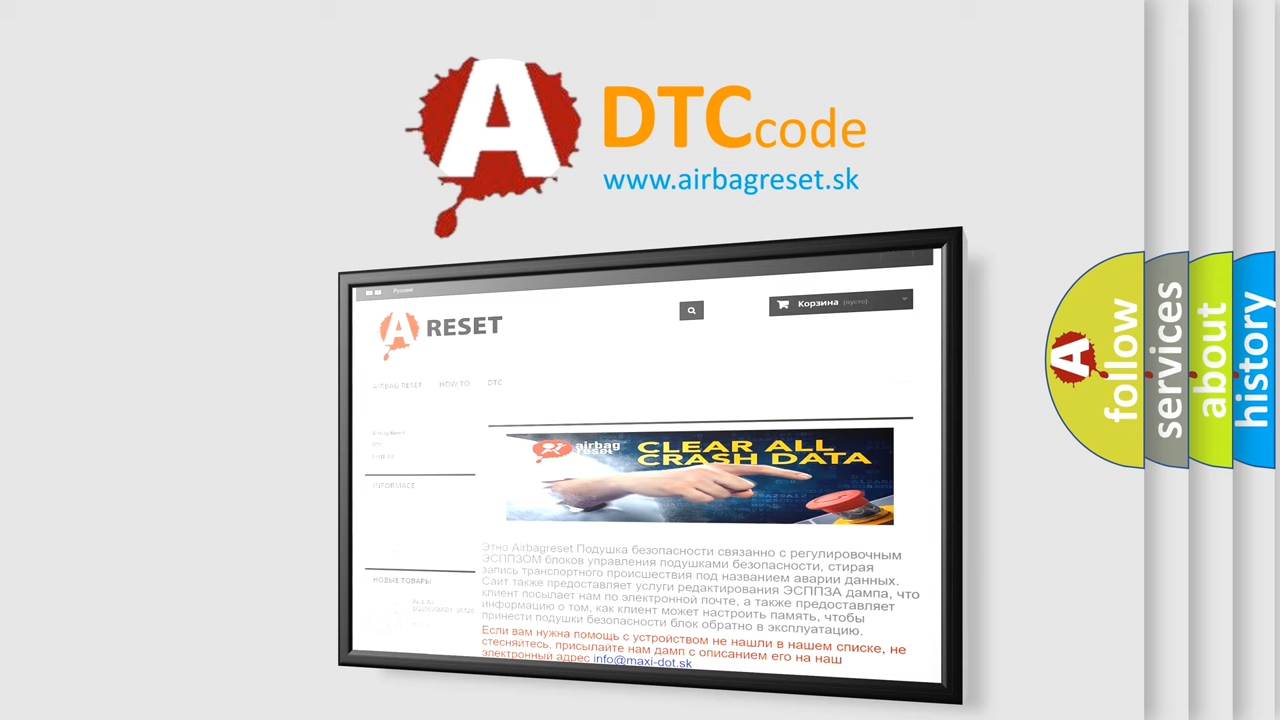 A
DTC code
www.airbagreset.sk
Русский
A RESET
Корзина (пусто)
AIRBAG RESET HOW TO DTC
INFORMACE
airbag
reset
CLEAR ALL
CRASH DATA
Этно Airbagreset Подушка безопасности связанно с регулировочным
ЭСППЗОМ блоков управления подушками безопасности, стирая
запись транспортного происшествия под названием аварии данных.
Сайт также предоставляет услуги редактирования ЭСППЗА дампа, что
клиент посылает нам по электронной почте, а также предоставляет
информацию о том, как клиент может настроить память, чтобы
принести подушки безопасности блок обратно в эксплуатацию.
Если вам нужна помощь с устройством не нашли в нашем списке, не
стесняйтесь, присылайте нам дамп с описанием его на наш
электронный адрес info@maxi-dot.sk
НОВЫЕ ТОВАРЫ
A
follow
services
about
history